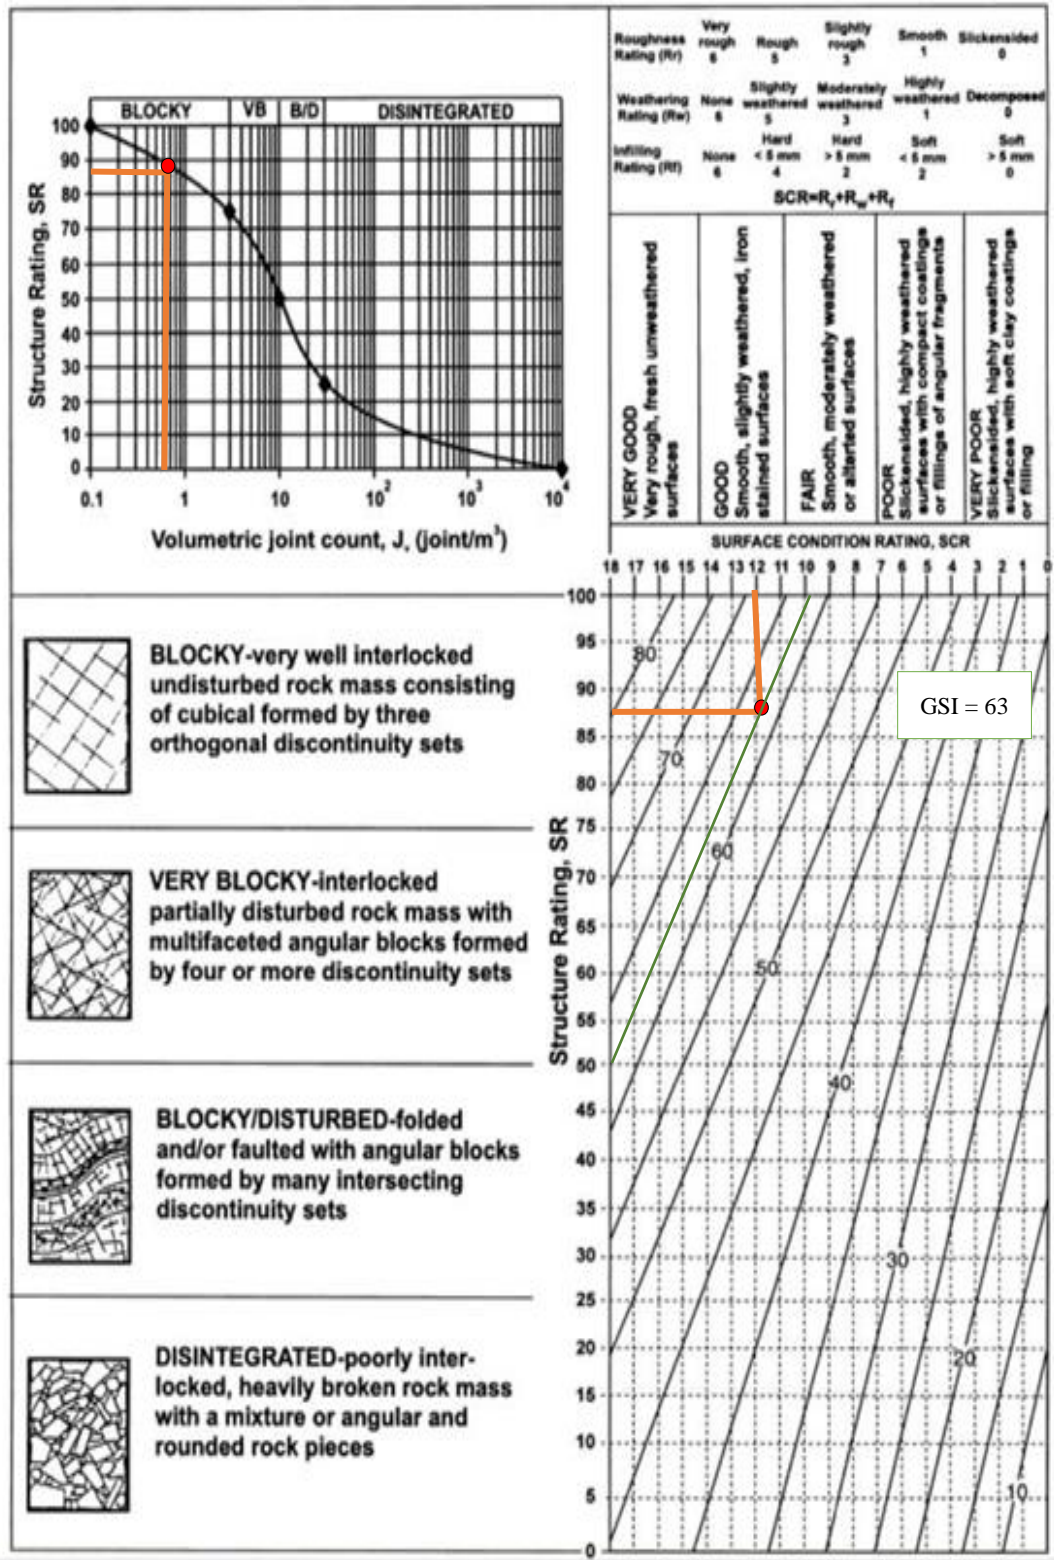 BLOCKY VB B/D DISINTEGRATED
100
90
80
70
60
50
40
30
20
10
0
Structure Rating, SR
0.1 1 10 10² 10³ 10⁴
Volumetric joint count, Jᵥ (joint/m³)
Roughness Rating (Rr)
Very rough 6
Rough 5
Slightly rough 3
Smooth 1
Slickensided 0
Weathering Rating (Rw)
None 6
Slightly weathered 5
Moderately weathered 3
Highly weathered 1
Decomposed 0
Infilling Rating (Rf)
None 6
Hard < 5 mm 4
Hard > 5 mm 2
Soft < 5 mm 2
Soft > 5 mm 0
SCR=Rr+Rw+Rf
VERY GOOD
Very rough, fresh unweathered
surfaces
GOOD
Smooth, slightly weathered, iron
stained surfaces
FAIR
Smooth, moderately weathered
or alterted surfaces
POOR
Slickensided, highly weathered
surfaces with compact coatings
or fillings of angular fragments
VERY POOR
Slickensided, highly weathered
surfaces with soft clay coatings
or filling
SURFACE CONDITION RATING, SCR
18 17 16 15 14 13 12 11 10 9 8 7 6 5 4 3 2 1 0
BLOCKY-very well interlocked
undisturbed rock mass consisting
of cubical formed by three
orthogonal discontinuity sets
VERY BLOCKY-interlocked
partially disturbed rock mass with
multifaceted angular blocks formed
by four or more discontinuity sets
BLOCKY/DISTURBED-folded
and/or faulted with angular blocks
formed by many intersecting
discontinuity sets
DISINTEGRATED-poorly inter-
locked, heavily broken rock mass
with a mixture or angular and
rounded rock pieces
Structure Rating, SR
100
95
90
85
80
75
70
65
60
55
50
45
40
35
30
25
20
15
10
5
0
80
70
60
50
40
30
20
10
GSI = 63